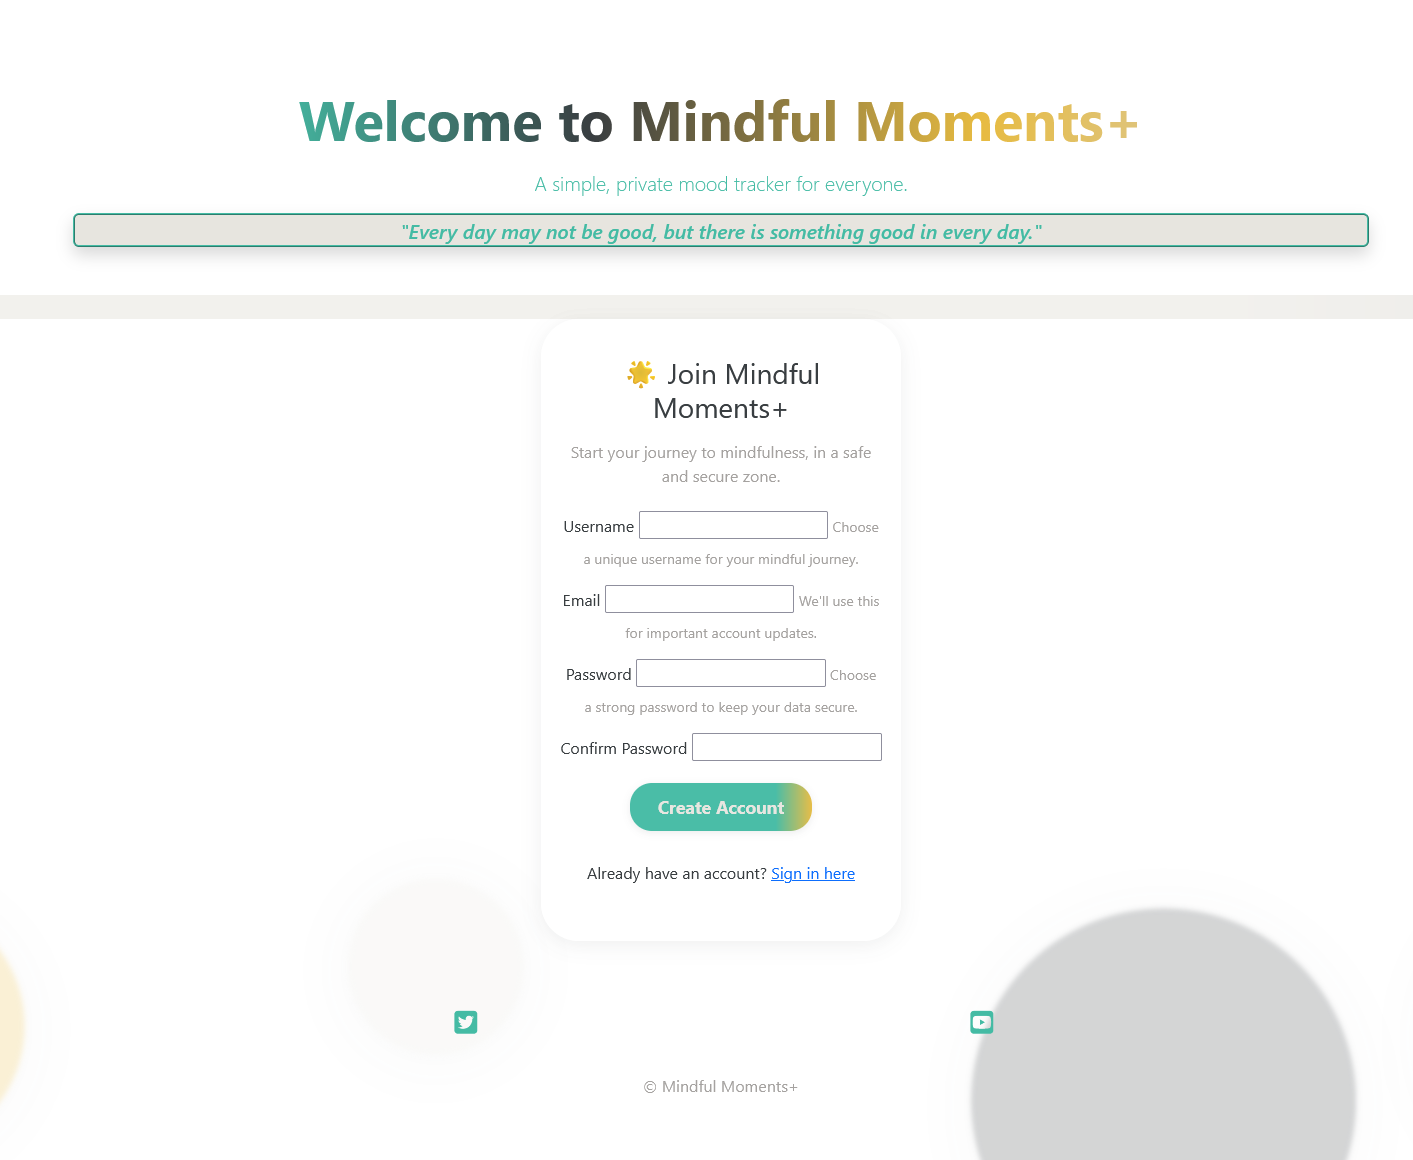 Welcome to Mindful Moments+
A simple, private mood tracker for everyone.
"Every day may not be good, but there is something good in every day."
🌟 Join Mindful
Moments+
Start your journey to mindfulness, in a safe
and secure zone.
Username Choose
a unique username for your mindful journey.
Email We'll use this
for important account updates.
Password Choose
a strong password to keep your data secure.
Confirm Password
Create Account
Already have an account? Sign in here
© Mindful Moments+